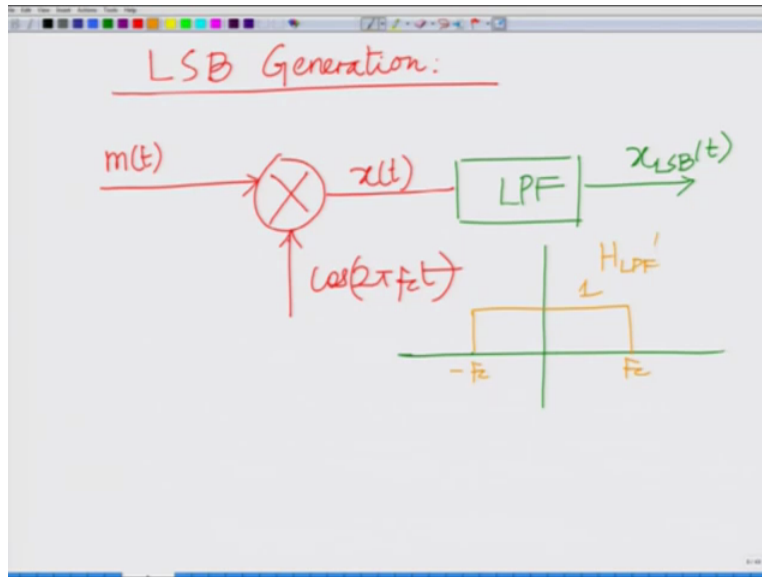 LSB Generation:
m(t)
x(t)
LPF
x_LSB(t)
cos(2πFct)
H_LPF
1
-Fc
Fc